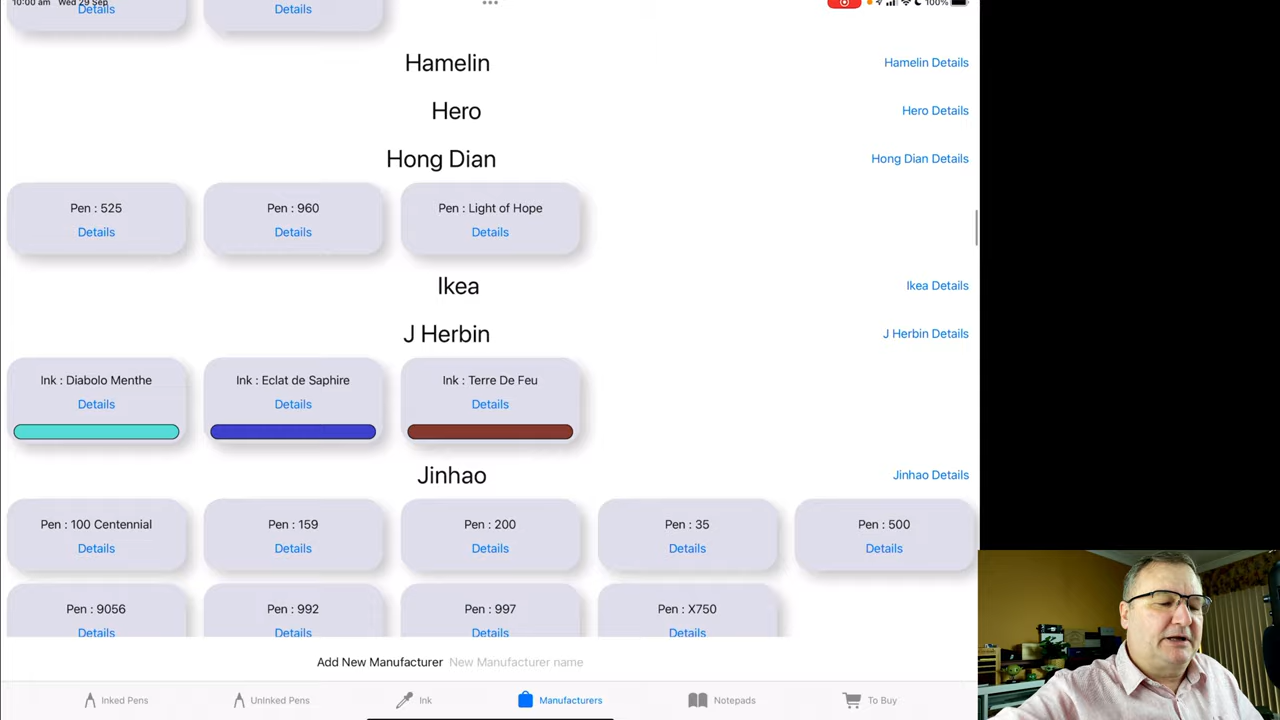 10:00 am Wed 29 Sep
100%
Details
Details
Hamelin
Hamelin Details
Hero
Hero Details
Hong Dian
Hong Dian Details
Pen : 525
Pen : 960
Pen : Light of Hope
Details
Details
Details
Ikea
Ikea Details
J Herbin
J Herbin Details
Ink : Diabolo Menthe
Ink : Eclat de Saphire
Ink : Terre De Feu
Details
Details
Details
Jinhao
Jinhao Details
Pen : 100 Centennial
Pen : 159
Pen : 200
Pen : 35
Pen : 500
Details
Details
Details
Details
Details
Pen : 9056
Pen : 992
Pen : 997
Pen : X750
Details
Details
Details
Details
Add New Manufacturer New Manufacturer name
Inked Pens
UnInked Pens
Ink
Manufacturers
Notepads
To Buy